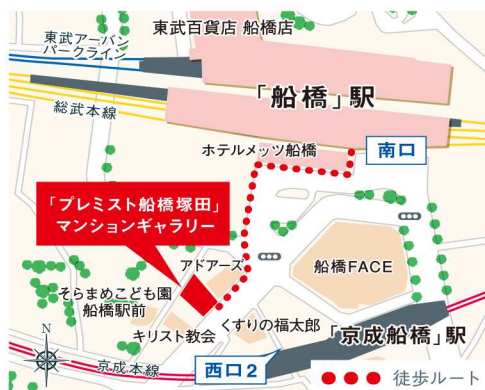 東武百貨店 船橋店
東武アーバン
パークライン
「船橋」駅
総武本線
ホテルメッツ船橋
南口
「プレミスト船橋塚田」
マンションギャラリー
アドアーズ
船橋FACE
そらまめこども園
船橋駅前
くすりの福太郎
キリスト教会
「京成船橋」駅
N
京成本線
西口2
徒歩ルート